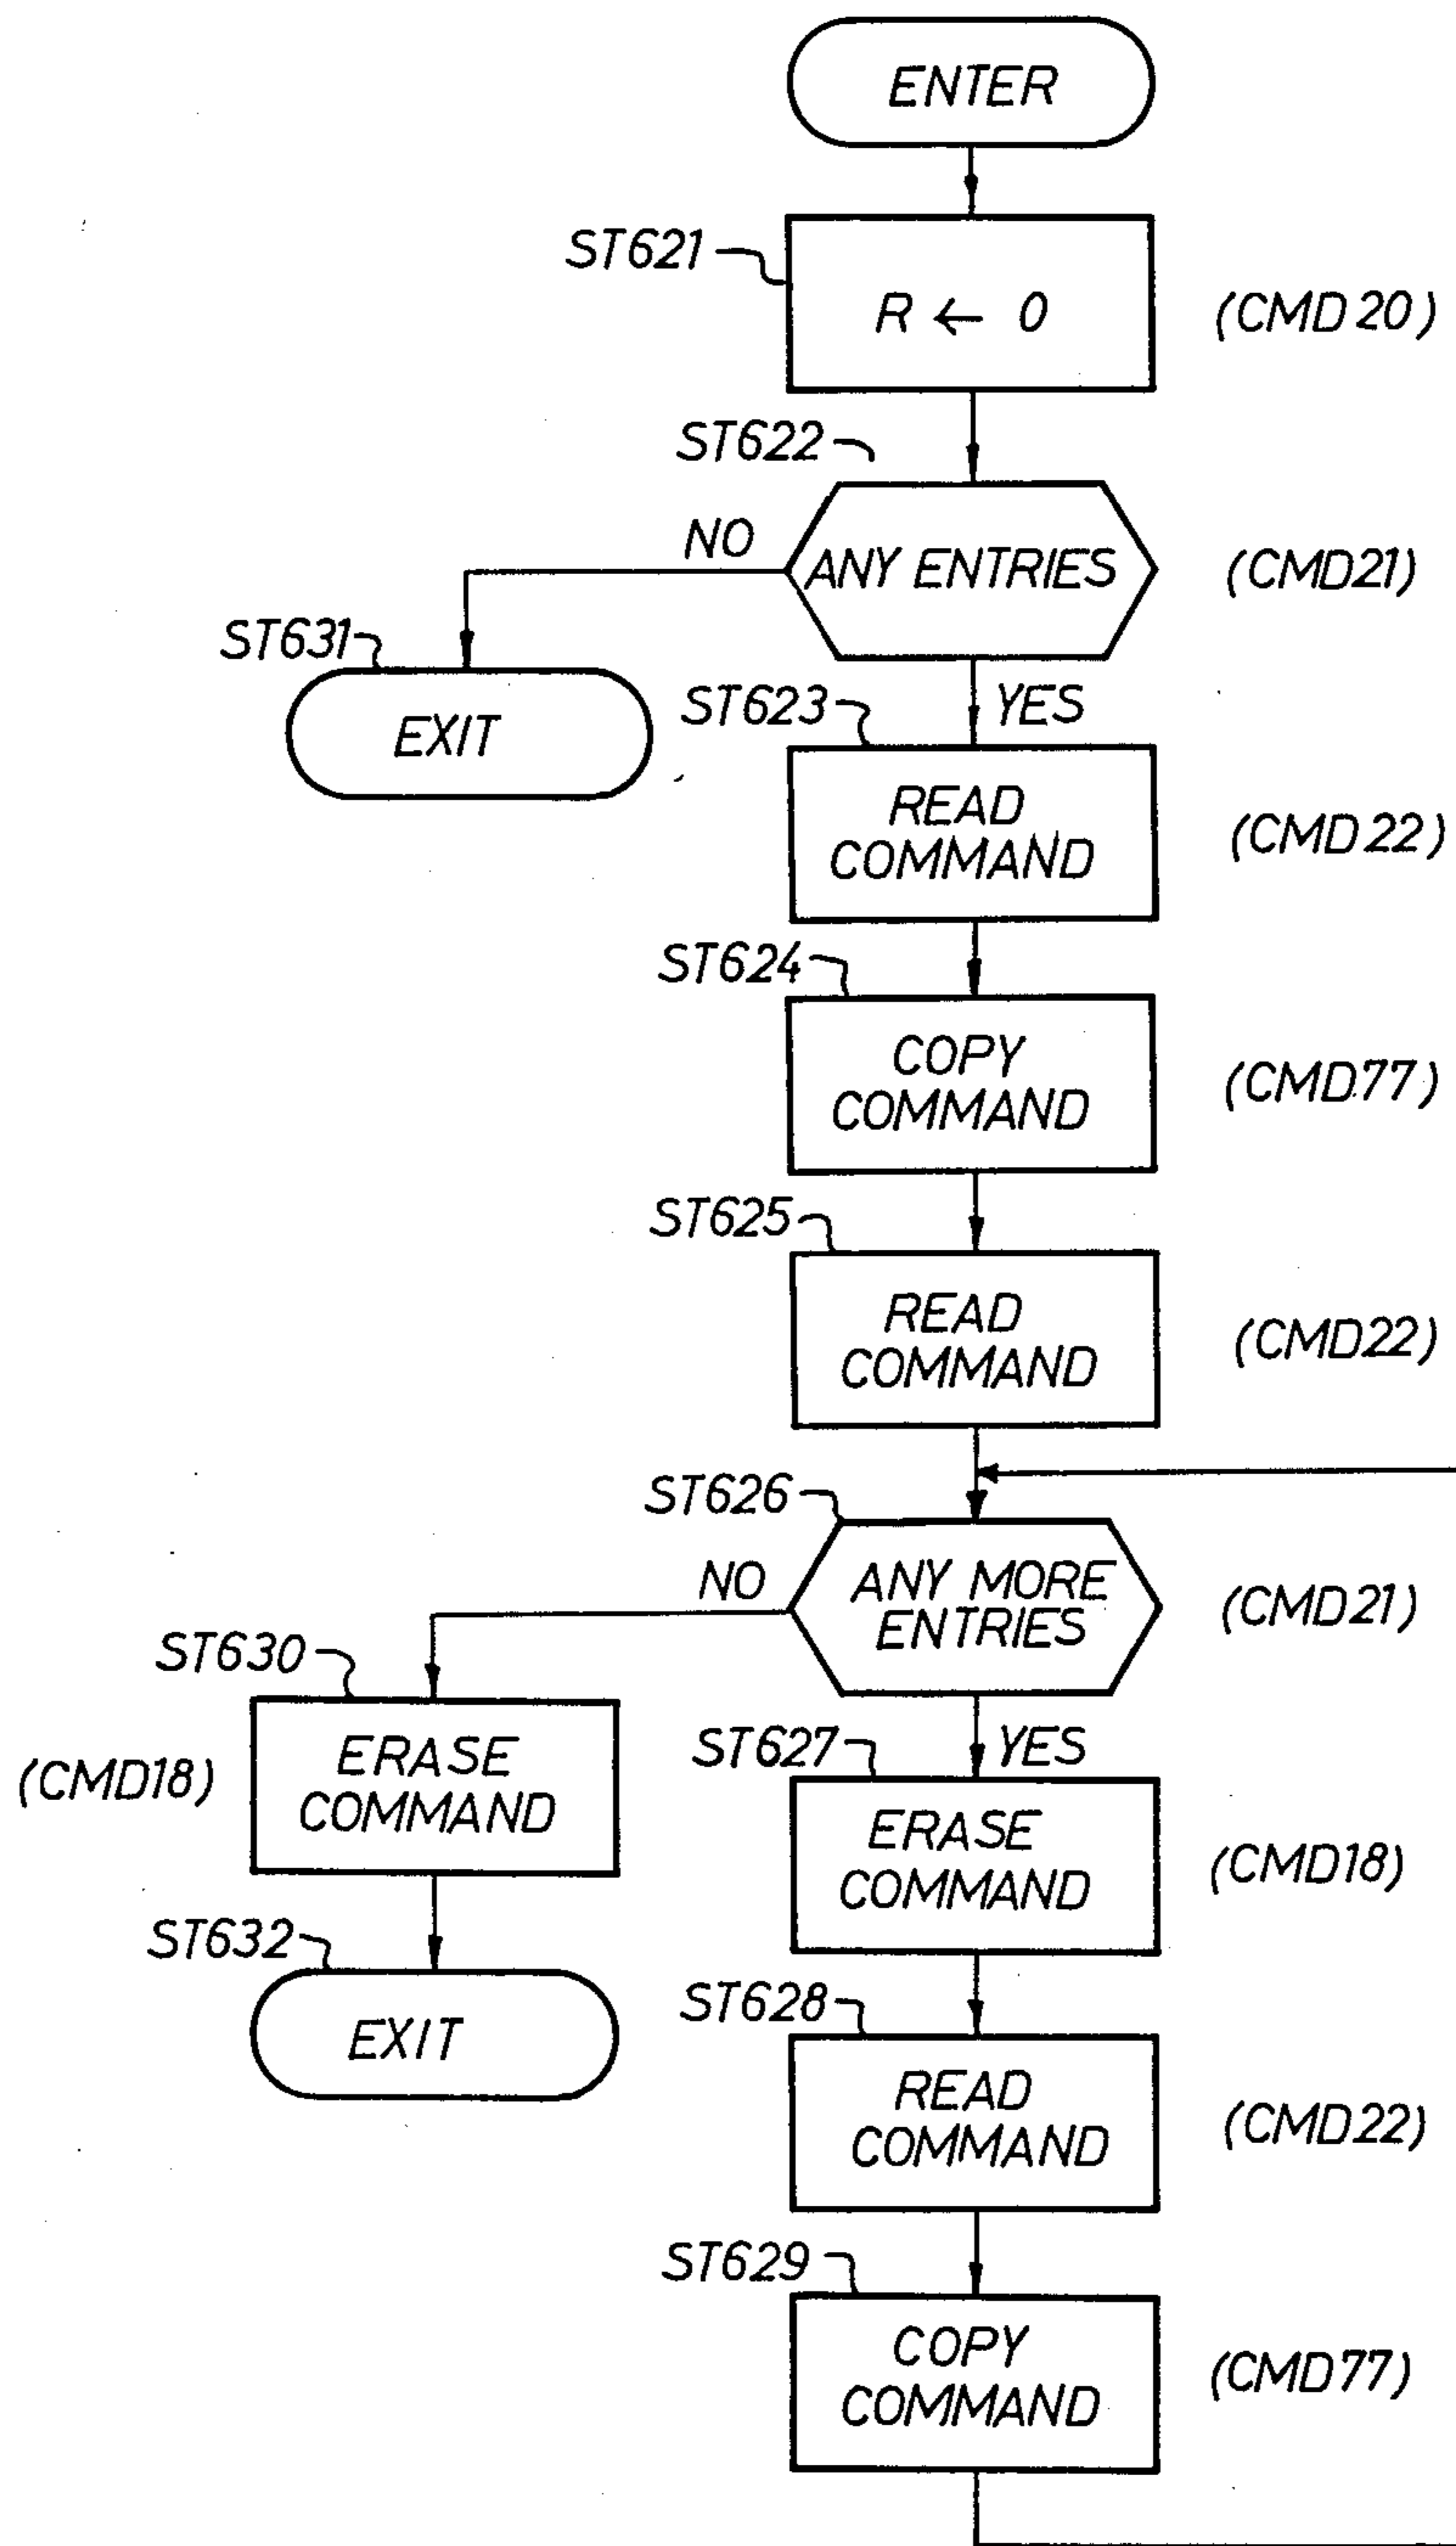 ENTER
ST621
R ← 0
(CMD 20)
ST622
NO
ANY ENTRIES
(CMD21)
ST631
EXIT
ST623
YES
READ
COMMAND
(CMD 22)
ST624
COPY
COMMAND
(CMD77)
ST625
READ
COMMAND
(CMD22)
ST626
NO
ANY MORE
ENTRIES
(CMD21)
ST630
(CMD18)
ERASE
COMMAND
ST627
YES
ERASE
COMMAND
(CMD18)
ST632
EXIT
ST628
READ
COMMAND
(CMD22)
ST629
COPY
COMMAND
(CMD77)